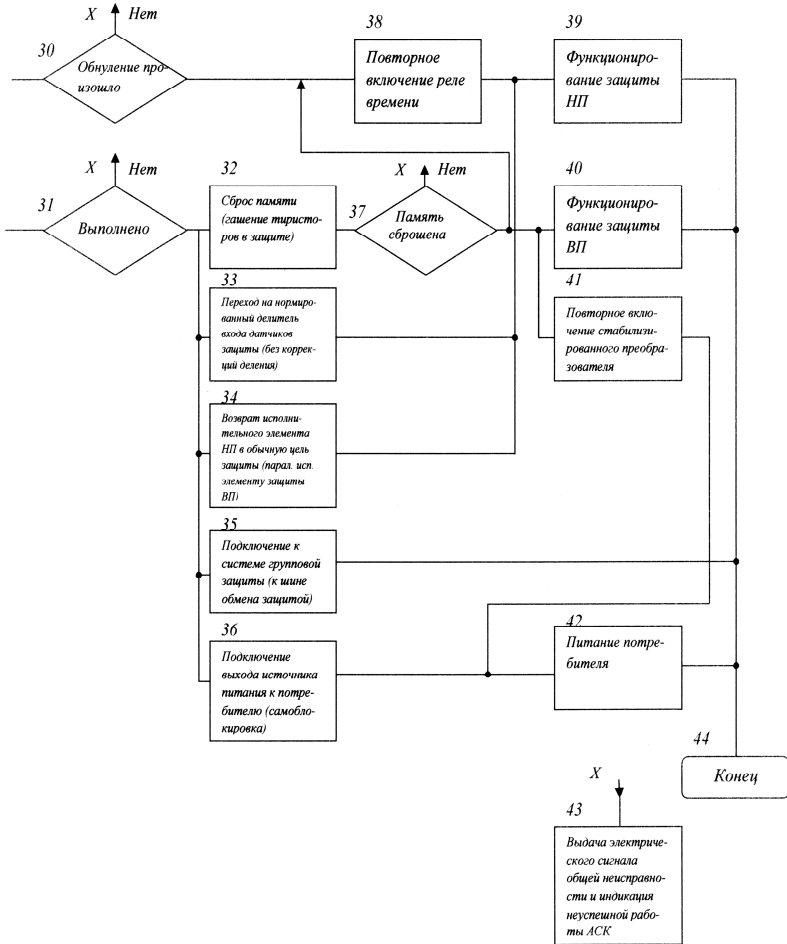 X Нет
30
Обнуление про-
изошло
38
Повторное
включение реле
времени
39
Функциониро-
вание защиты
НП
X Нет
31
Выполнено
32
Сброс памяти
(гашение тиристо-
ров в защите)
X Нет
37
Память
сброшена
40
Функциониро-
вание защиты
ВП
33
Переход на нормиро-
ванный делитель
входа датчиков
защиты (без коррек-
ций деления)
41
Повторное вклю-
чение стабилизи-
рованного преобра-
зователя
34
Возврат исполни-
тельного элемента
НП в обычную цель
защиты (парал. исп.
элементу защиты
ВП)
35
Подключение к
системе групповой
защиты (к шине
обмена защитой)
36
Подключение
выхода источника
питания к потре-
бителю (самобло-
кировка)
42
Питание потре-
бителя
44
Конец
X
43
Выдача электриче-
ского сигнала
общей неисправно-
сти и индикация
неуспешной рабо-
ты АСК